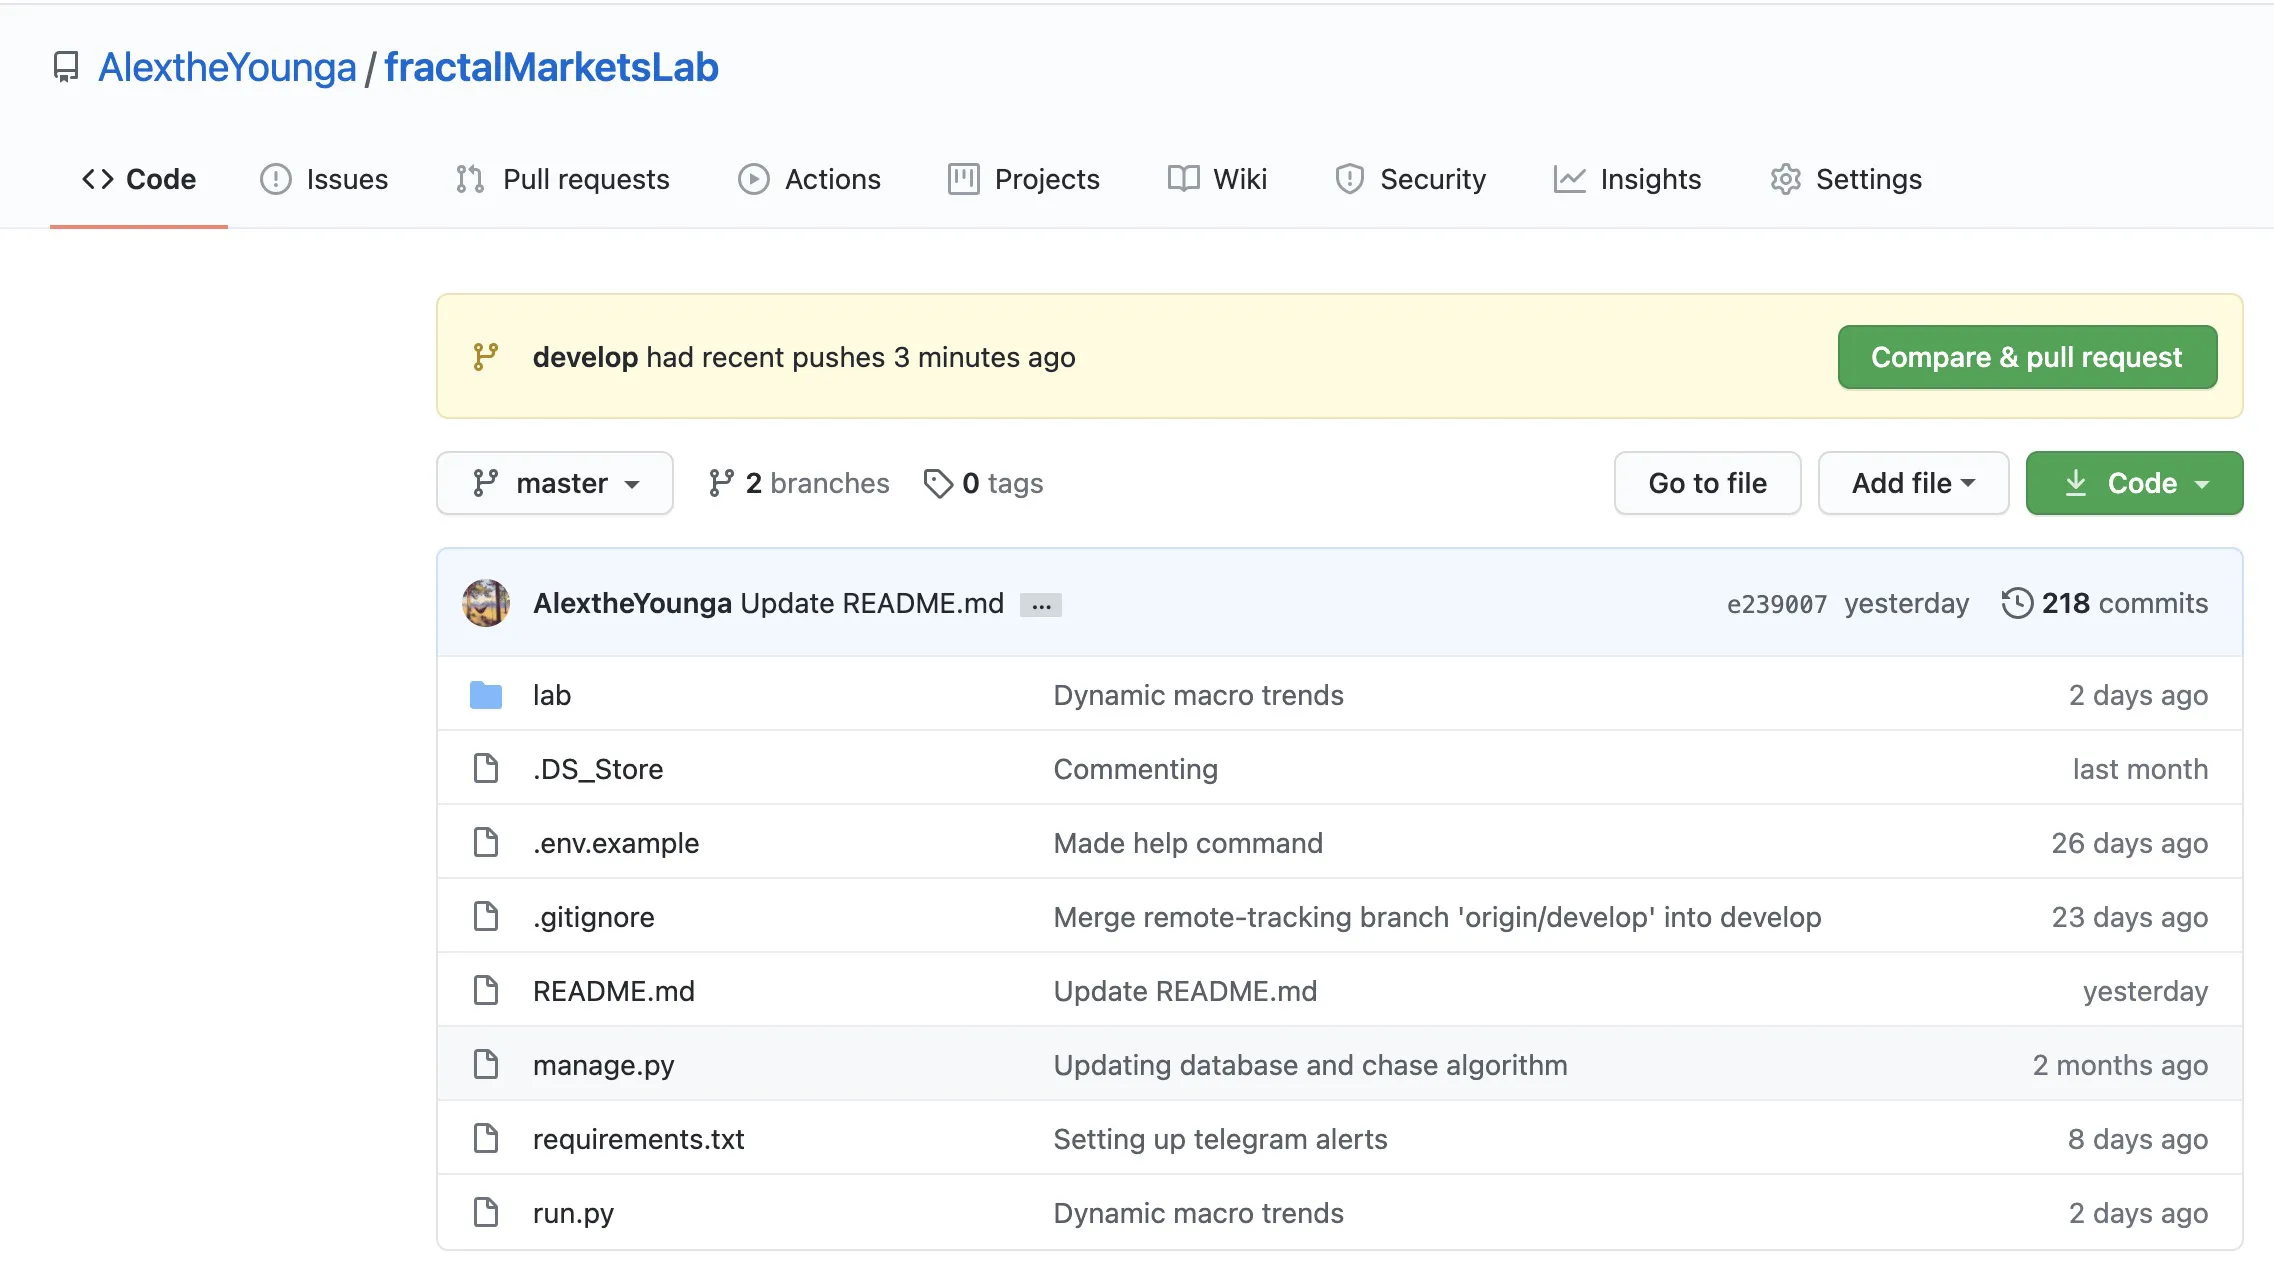 AlextheYounga / fractalMarketsLab
Code Issues Pull requests Actions Projects Wiki Security Insights Settings
develop had recent pushes 3 minutes ago Compare & pull request
master 2 branches 0 tags Go to file Add file Code
AlextheYounga Update README.md ... e239007 yesterday 218 commits
lab Dynamic macro trends 2 days ago
.DS_Store Commenting last month
.env.example Made help command 26 days ago
.gitignore Merge remote-tracking branch 'origin/develop' into develop 23 days ago
README.md Update README.md yesterday
manage.py Updating database and chase algorithm 2 months ago
requirements.txt Setting up telegram alerts 8 days ago
run.py Dynamic macro trends 2 days ago